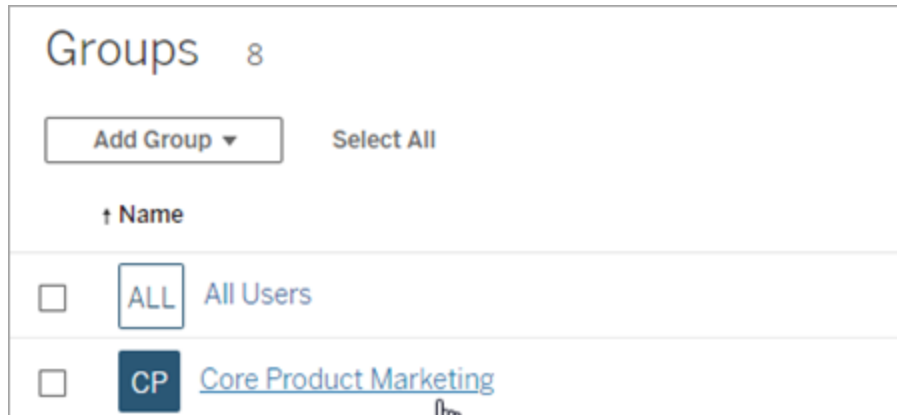 Groups 8
Add Group Select All
↑ Name
ALL All Users
CP Core Product Marketing